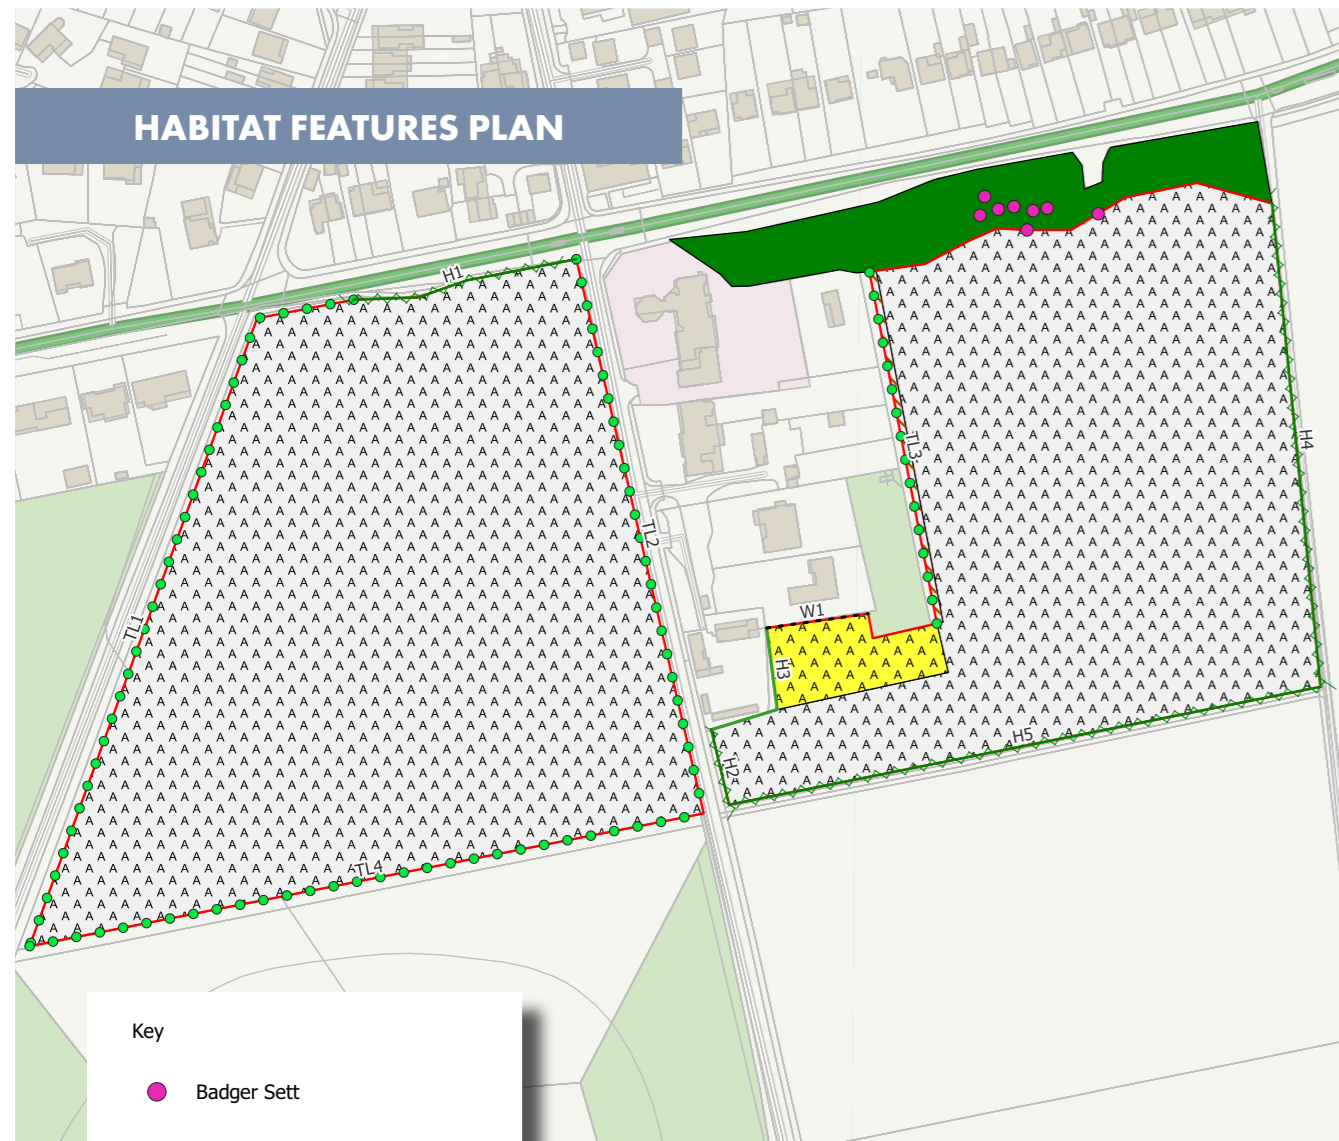 HABITAT FEATURES PLAN
H1
TL3
H4
TL2
W1
TL1
H3
H5
H2
TL4
Key
Badger Sett